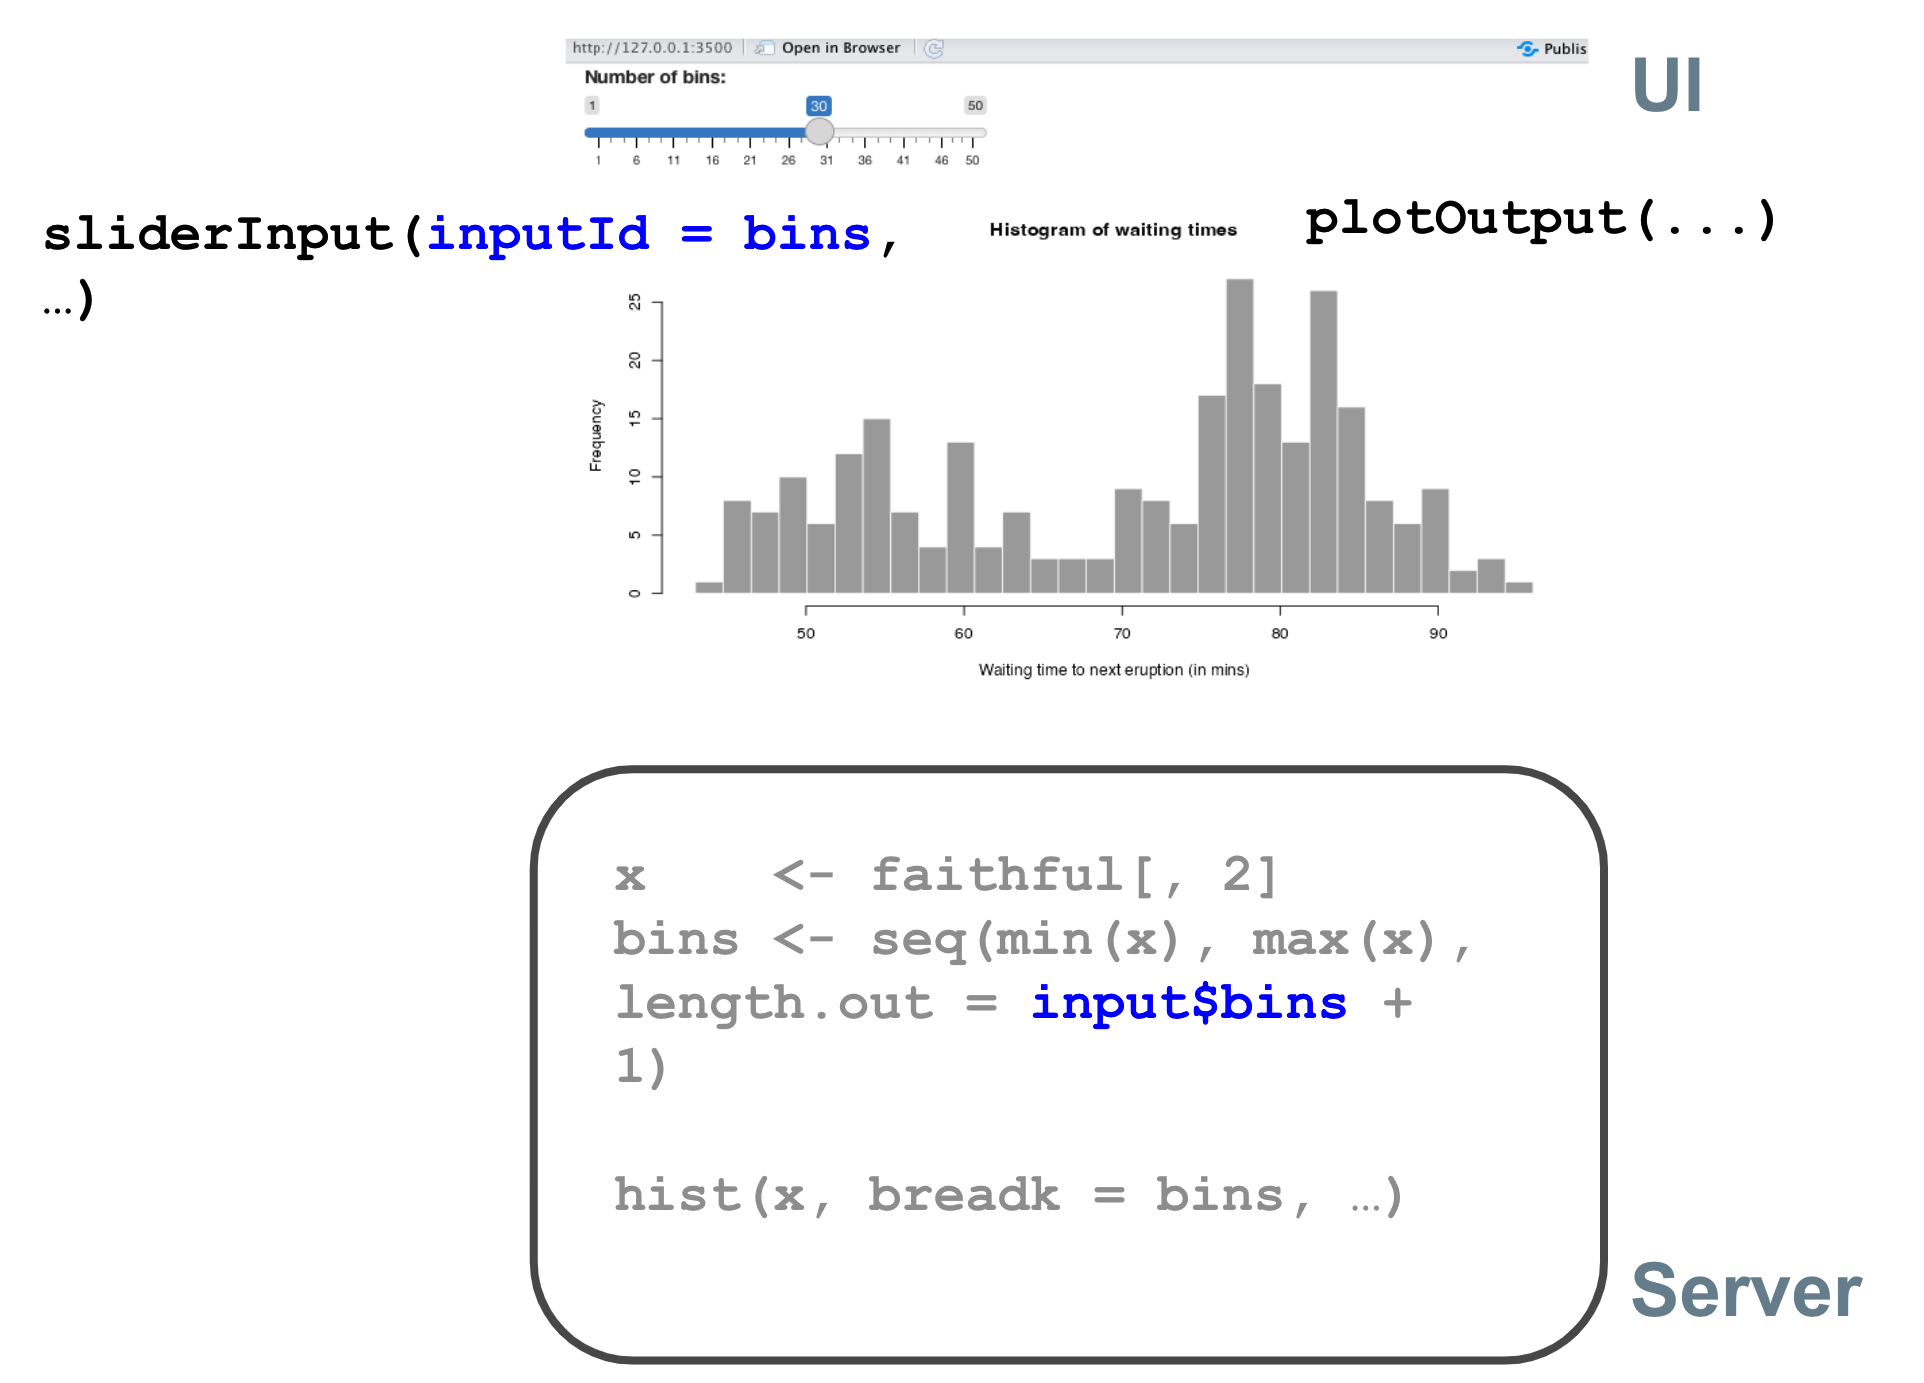 http://127.0.0.1:3500 Open in Browser Publis
UI
Number of bins:
1 30 50
1 6 11 16 21 26 31 36 41 46 50
sliderInput(inputId = bins,
…)
plotOutput(...)
Histogram of waiting times
Frequency
25
20
15
10
5
0
50 60 70 80 90
Waiting time to next eruption (in mins)
x    <- faithful[, 2]
bins <- seq(min(x), max(x),
length.out = input$bins +
1)
hist(x, breadk = bins, …)
Server